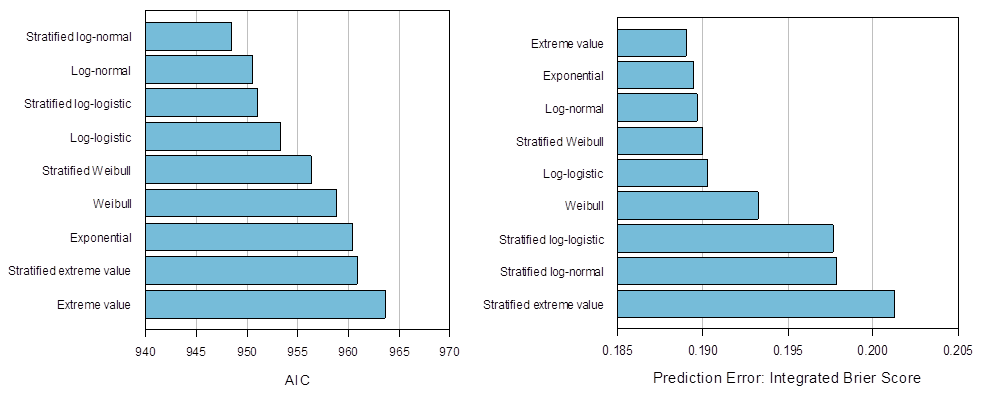 Stratified log-normal
Log-normal
Stratified log-logistic
Log-logistic
Stratified Weibull
Weibull
Exponential
Stratified extreme value
Extreme value
940 945 950 955 960 965 970
AIC
Extreme value
Exponential
Log-normal
Stratified Weibull
Log-logistic
Weibull
Stratified log-logistic
Stratified log-normal
Stratified extreme value
0.185 0.190 0.195 0.200 0.205
Prediction Error: Integrated Brier Score